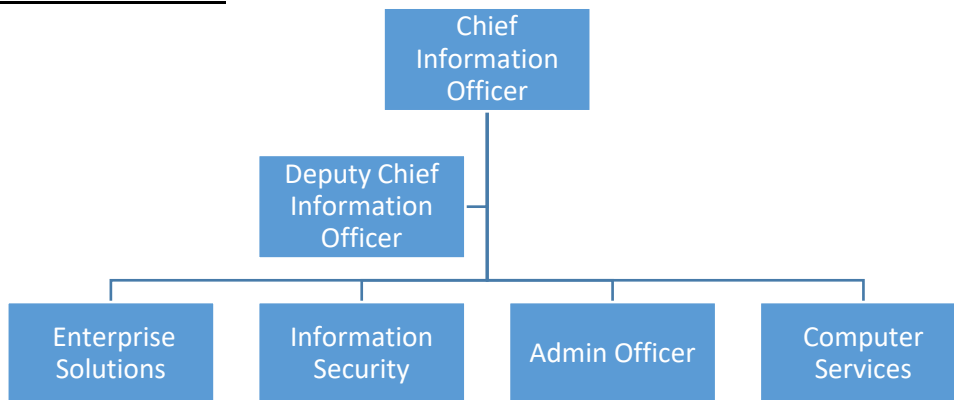 Chief
Information
Officer
Deputy Chief
Information
Officer
Enterprise
Solutions
Information
Security
Admin Officer
Computer
Services